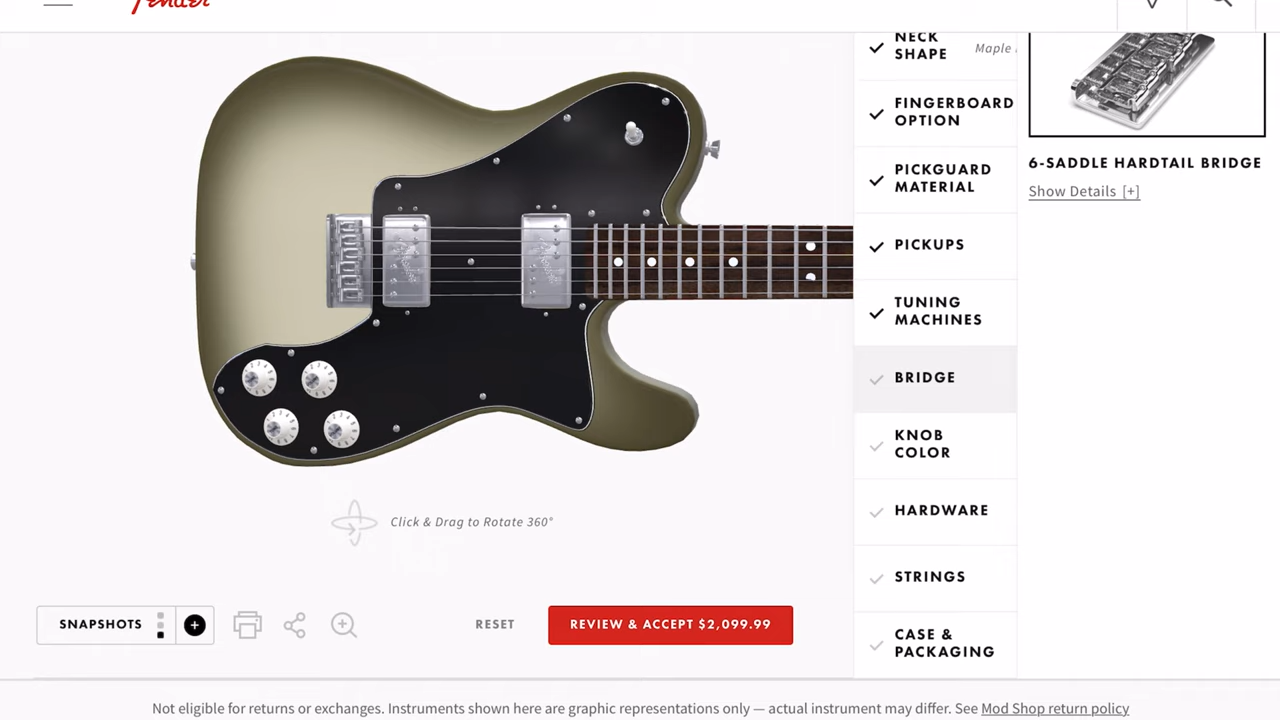 Fender
NECK
SHAPE
Maple
FINGERBOARD
OPTION
PICKGUARD
MATERIAL
PICKUPS
TUNING
MACHINES
BRIDGE
KNOB
COLOR
HARDWARE
STRINGS
CASE &
PACKAGING
6-SADDLE HARDTAIL BRIDGE
Show Details [+]
Click & Drag to Rotate 360°
SNAPSHOTS
RESET
REVIEW & ACCEPT $2,099.99
Not eligible for returns or exchanges. Instruments shown here are graphic representations only — actual instrument may differ. See Mod Shop return policy